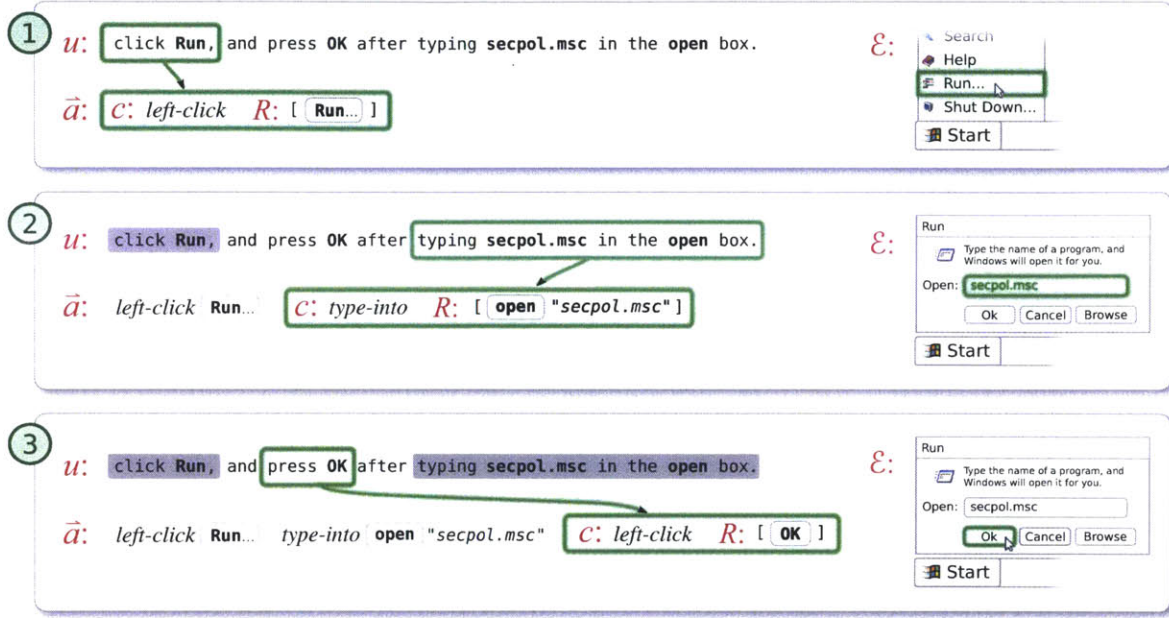 1
u: click Run, and press OK after typing secpol.msc in the open box.
a: c: left-click R: [ Run... ]
ℰ:
Search
Help
Run...
Shut Down...
Start
2
u: click Run, and press OK after typing secpol.msc in the open box.
a: left-click Run... c: type-into R: [ open "secpol.msc" ]
ℰ:
Run
Type the name of a program, and
Windows will open it for you.
Open: secpol.msc
Ok Cancel Browse
Start
3
u: click Run, and press OK after typing secpol.msc in the open box.
a: left-click Run... type-into open "secpol.msc" c: left-click R: [ OK ]
ℰ:
Run
Type the name of a program, and
Windows will open it for you.
Open: secpol.msc
Ok Cancel Browse
Start